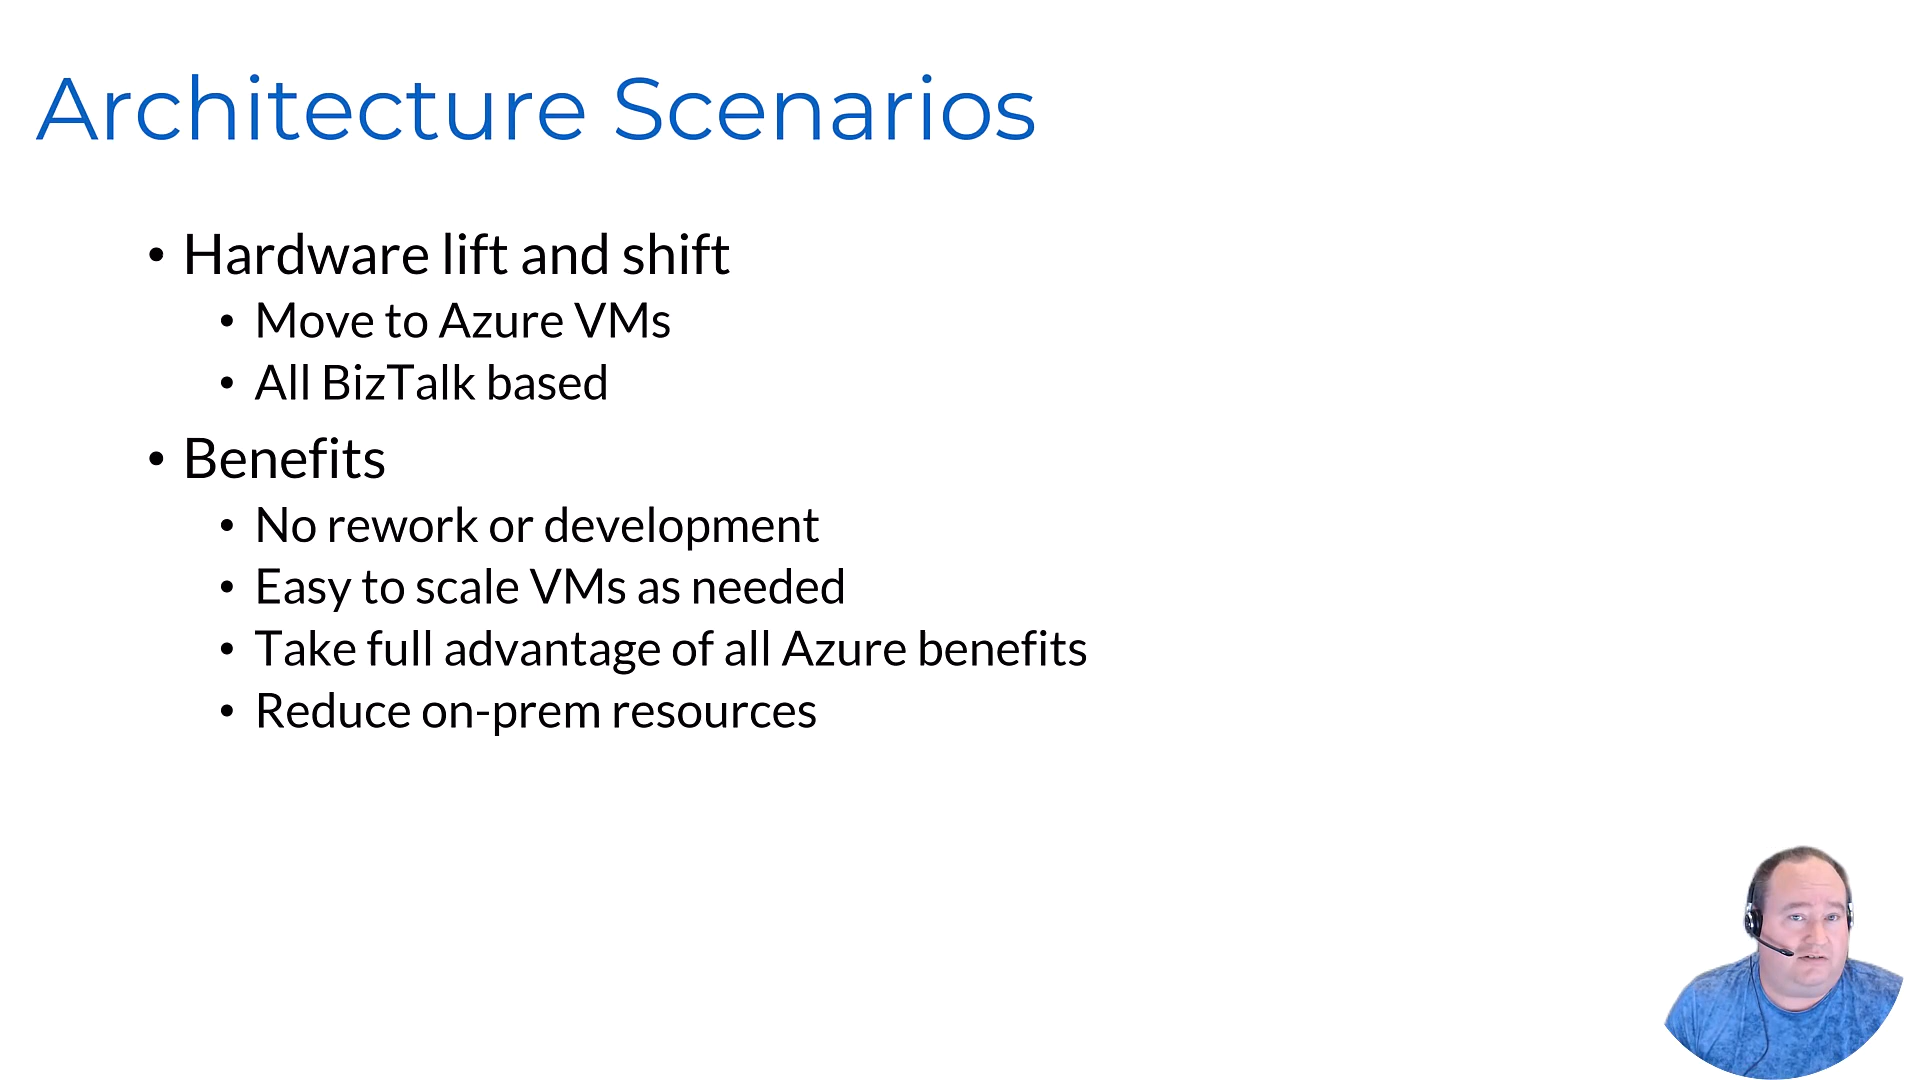 Architecture Scenarios
• Hardware lift and shift
• Move to Azure VMs
• All BizTalk based
• Benefits
• No rework or development
• Easy to scale VMs as needed
• Take full advantage of all Azure benefits
• Reduce on-prem resources